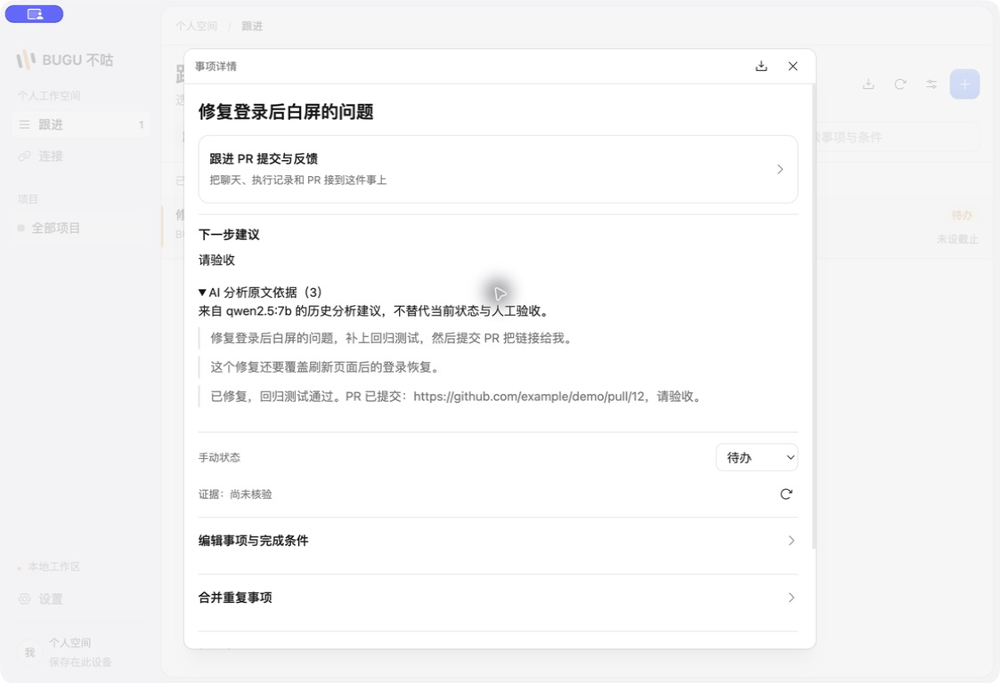 个人空间 / 跟进
BUGU 不咕
个人工作空间
跟进 1
连接
项目
全部项目
事项详情
修复登录后白屏的问题
跟进 PR 提交与反馈
把聊天、执行记录和 PR 接到这件事上
下一步建议
请验收
▼AI 分析原文依据（3）
来自 qwen2.5:7b 的历史分析建议，不替代当前状态与人工验收。
修复登录后白屏的问题，补上回归测试，然后提交 PR 把链接给我。
这个修复还要覆盖刷新页面后的登录恢复。
已修复，回归测试通过。PR 已提交：https://github.com/example/demo/pull/12，请验收。
手动状态
待办
证据：尚未核验
编辑事项与完成条件
合并重复事项
事项与条件
待办
未设截止
本地工作区
设置
我
个人空间
保存在此设备